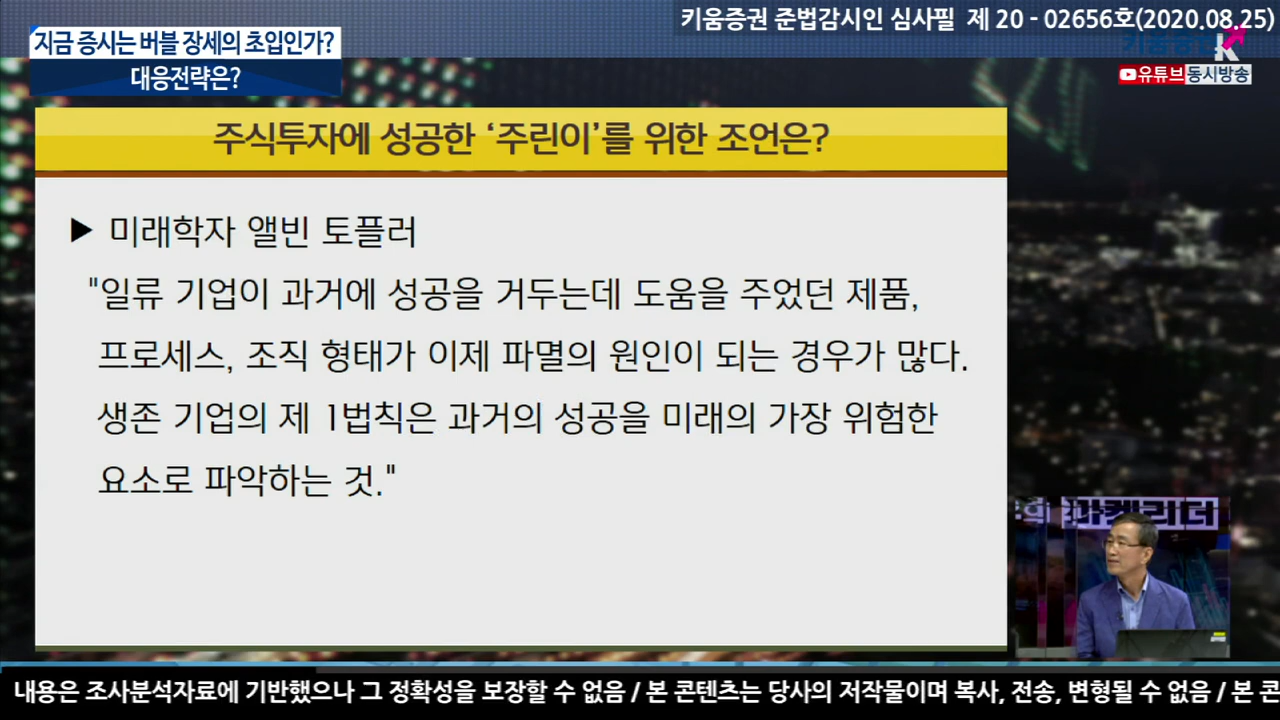 키움증권 준법감시인 심사필 제 20 - 02656호(2020.08.25)
지금 증시는 버블 장세의 초입인가?
대응전략은?
키움증권
유튜브동시방송
주식투자에 성공한 ‘주린이’를 위한 조언은?
▶ 미래학자 앨빈 토플러
"일류 기업이 과거에 성공을 거두는데 도움을 주었던 제품,
프로세스, 조직 형태가 이제 파멸의 원인이 되는 경우가 많다.
생존 기업의 제 1법칙은 과거의 성공을 미래의 가장 위험한
요소로 파악하는 것."
내용은 조사분석자료에 기반했으나 그 정확성을 보장할 수 없음 / 본 콘텐츠는 당사의 저작물이며 복사, 전송, 변형될 수 없음 / 본 콘